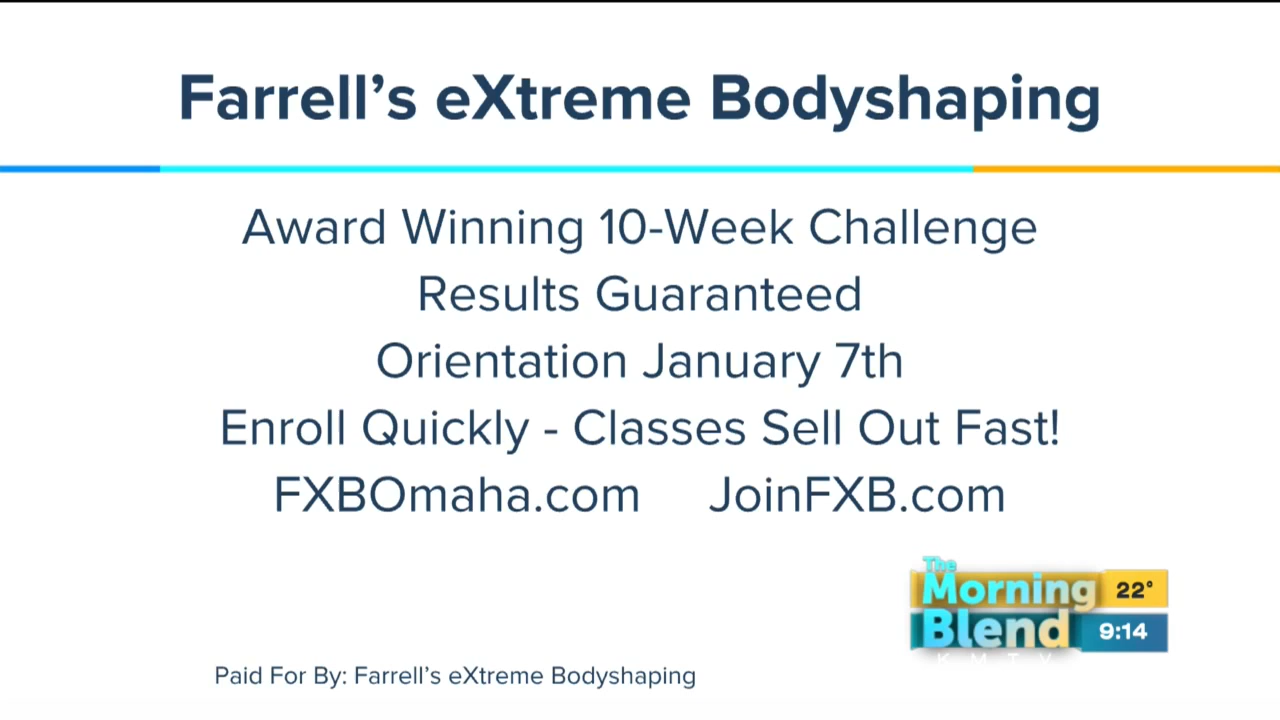 Farrell’s eXtreme Bodyshaping
Award Winning 10-Week Challenge
Results Guaranteed
Orientation January 7th
Enroll Quickly - Classes Sell Out Fast!
FXBOmaha.com JoinFXB.com
The
Morning 22°
Blend 9:14
KMTV
Paid For By: Farrell’s eXtreme Bodyshaping